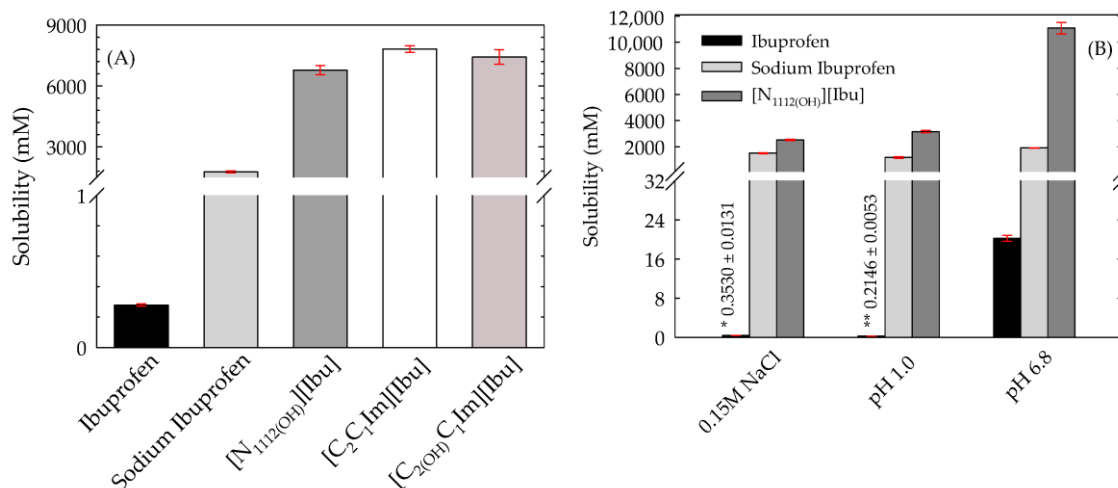 9000
(A)
6000
3000
1
0
Solubility (mM)
Ibuprofen
Sodium Ibuprofen
[N1112(OH)][Ibu]
[C2C1Im][Ibu]
[C2(OH)C1Im][Ibu]
12,000
(B)
10,000
8000
6000
4000
2000
0
32
24
16
8
0
Solubility (mM)
Ibuprofen
Sodium Ibuprofen
[N1112(OH)][Ibu]
* 0.3530 ± 0.0131
** 0.2146 ± 0.0053
0.15M NaCl
pH 1.0
pH 6.8